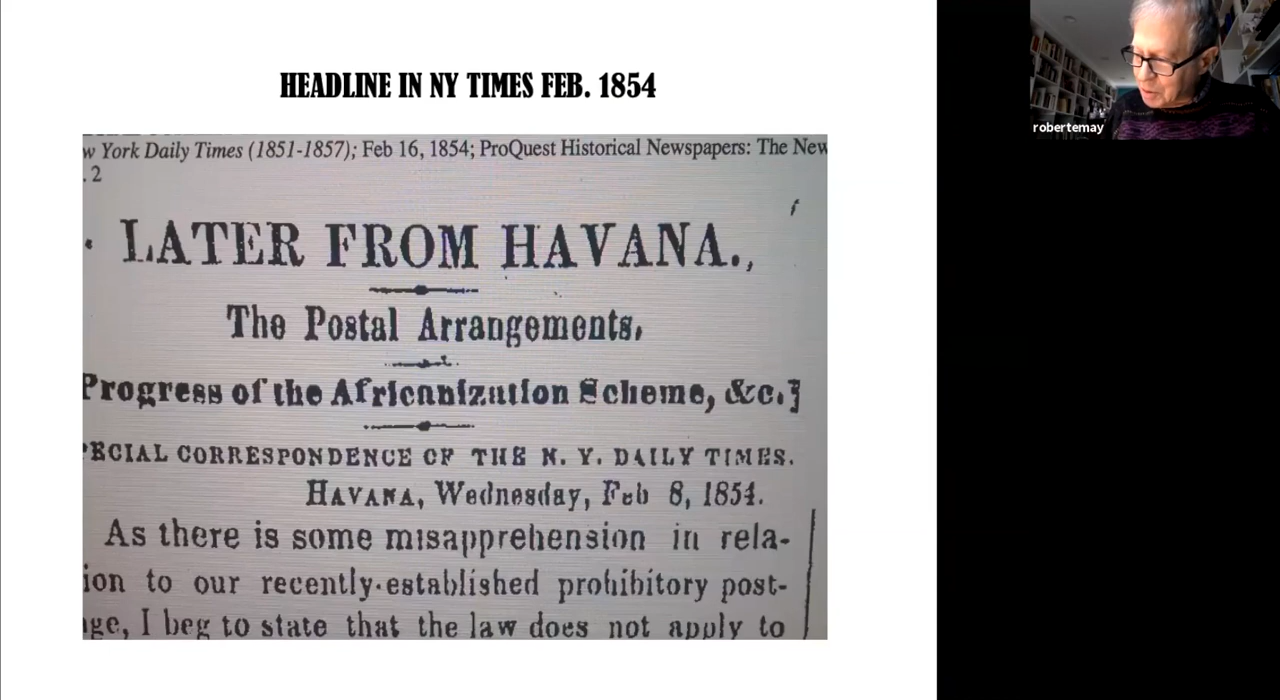 HEADLINE IN NY TIMES FEB. 1854
w York Daily Times (1851-1857); Feb 16, 1854; ProQuest Historical Newspapers: The New
. 2
LATER FROM HAVANA.,
The Postal Arrangements,
Progress of the Africanization Scheme, &c.]
PECIAL CORRESPONDENCE OF THE N. Y. DAILY TIMES.
HAVANA, Wednesday, Feb 8, 1854.
As there is some misapprehension in rela-
ion to our recently-established prohibitory post-
age, I beg to state that the law does not apply to
robertemay